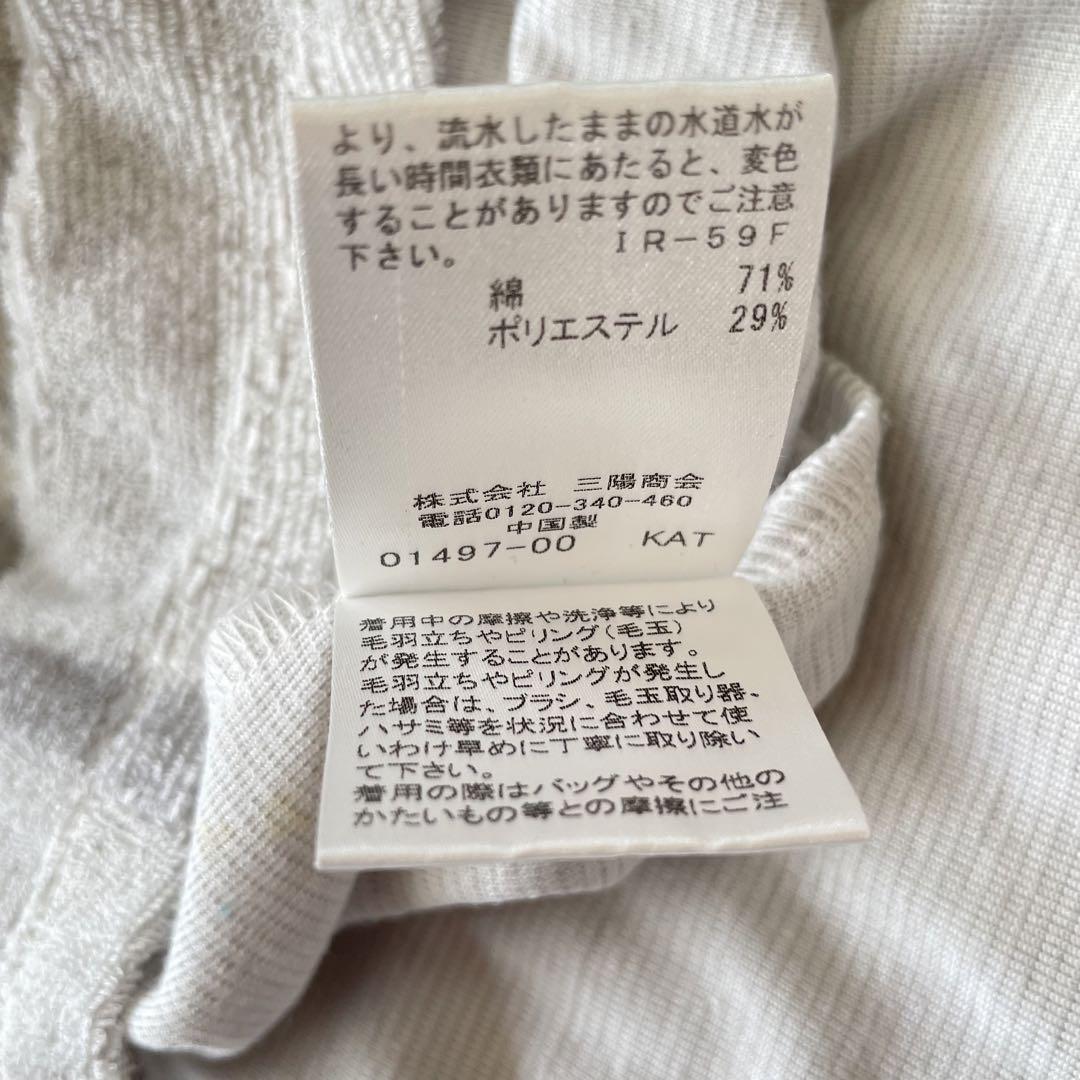 より、流水したままの水道水が
長い時間衣類にあたると、変色
することがありますのでご注意
下さい。　ＩＲ－５９Ｆ
綿　71%
ポリエステル　29%
株式会社　三陽商会
電話0120-340-460
中国製
01497-00　KAT
着用中の摩擦や洗浄等により
毛羽立ちやピリング(毛玉)
が発生することがあります。
毛羽立ちやピリングが発生し
た場合は、ブラシ、毛玉取り器、
ハサミ等を状況に合わせて使
いわけ早めに丁寧に取り除い
て下さい。
着用の際はバッグやその他の
かたいもの等との摩擦にご注